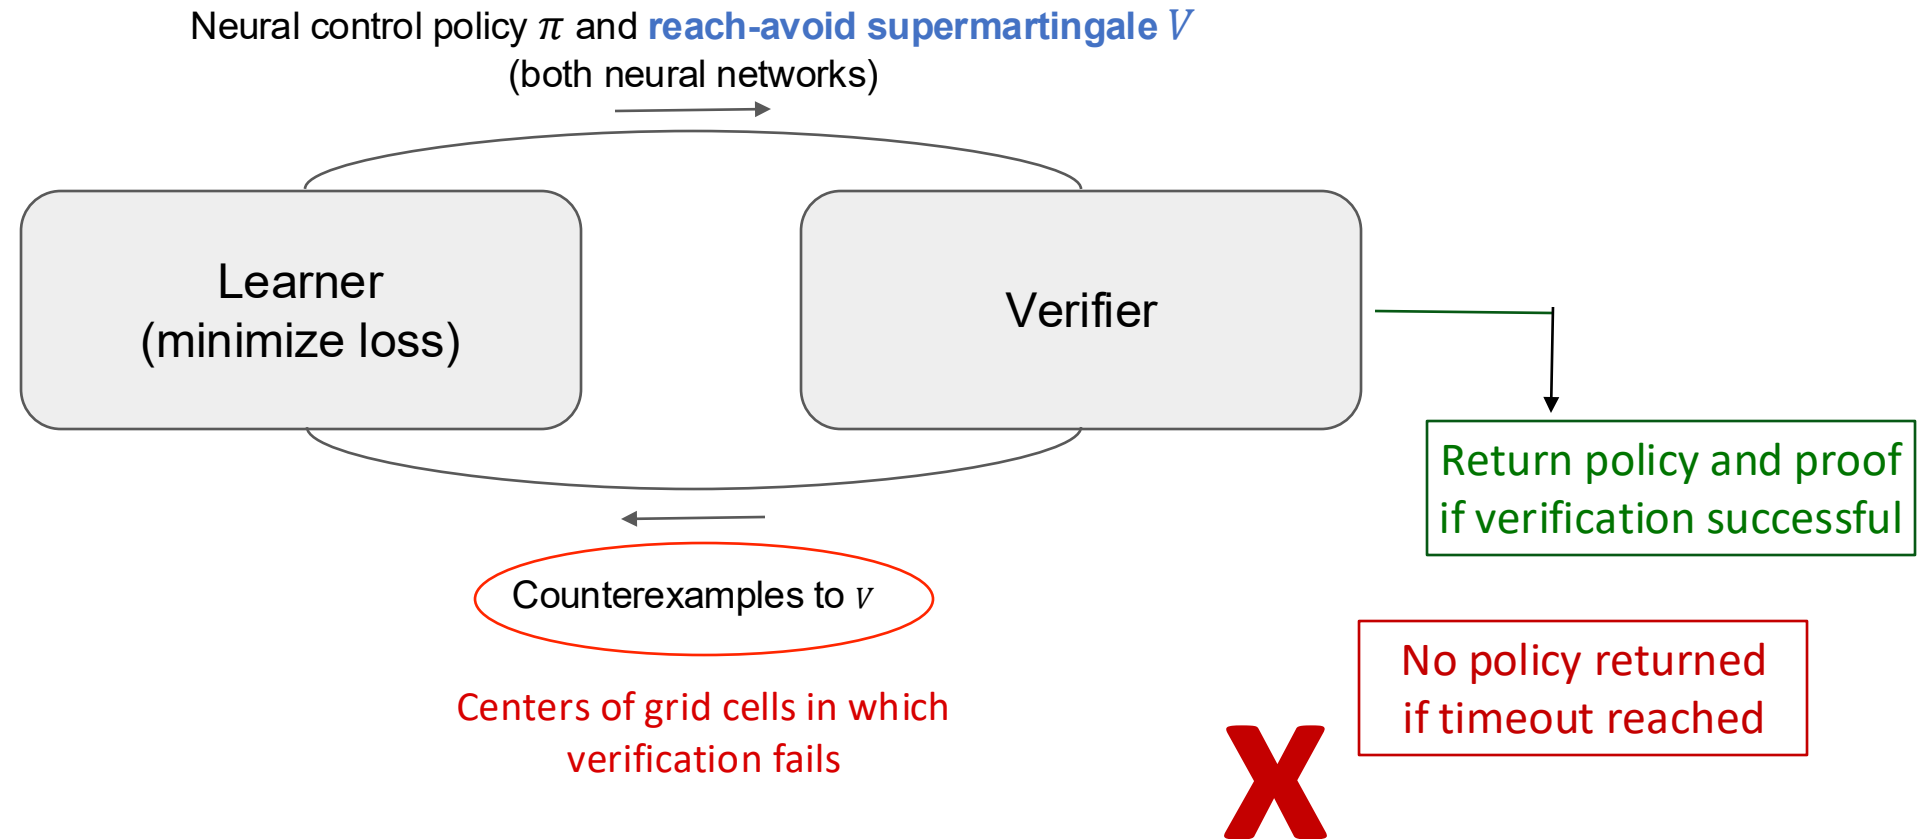 Neural control policy π and reach-avoid supermartingale V
(both neural networks)
Learner
(minimize loss)
Verifier
Return policy and proof
if verification successful
Counterexamples to V
Centers of grid cells in which
verification fails
No policy returned
if timeout reached
X